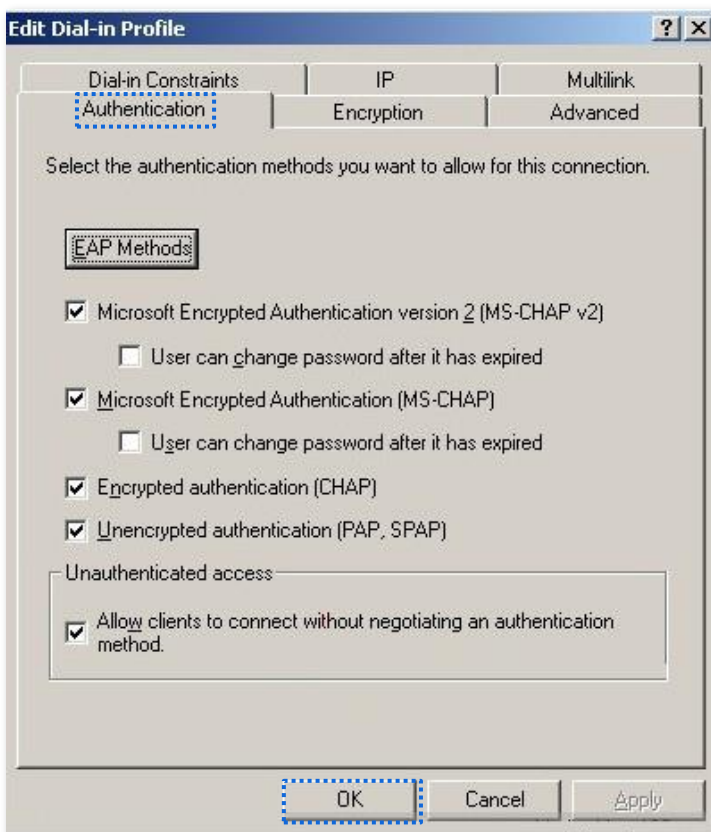 Edit Dial-in Profile
? X
Dial-in Constraints IP Multilink
Authentication Encryption Advanced
Select the authentication methods you want to allow for this connection.
EAP Methods
Microsoft Encrypted Authentication version 2 (MS-CHAP v2)
User can change password after it has expired
Microsoft Encrypted Authentication (MS-CHAP)
User can change password after it has expired
Encrypted authentication (CHAP)
Unencrypted authentication (PAP, SPAP)
Unauthenticated access
Allow clients to connect without negotiating an authentication
method.
OK Cancel Apply